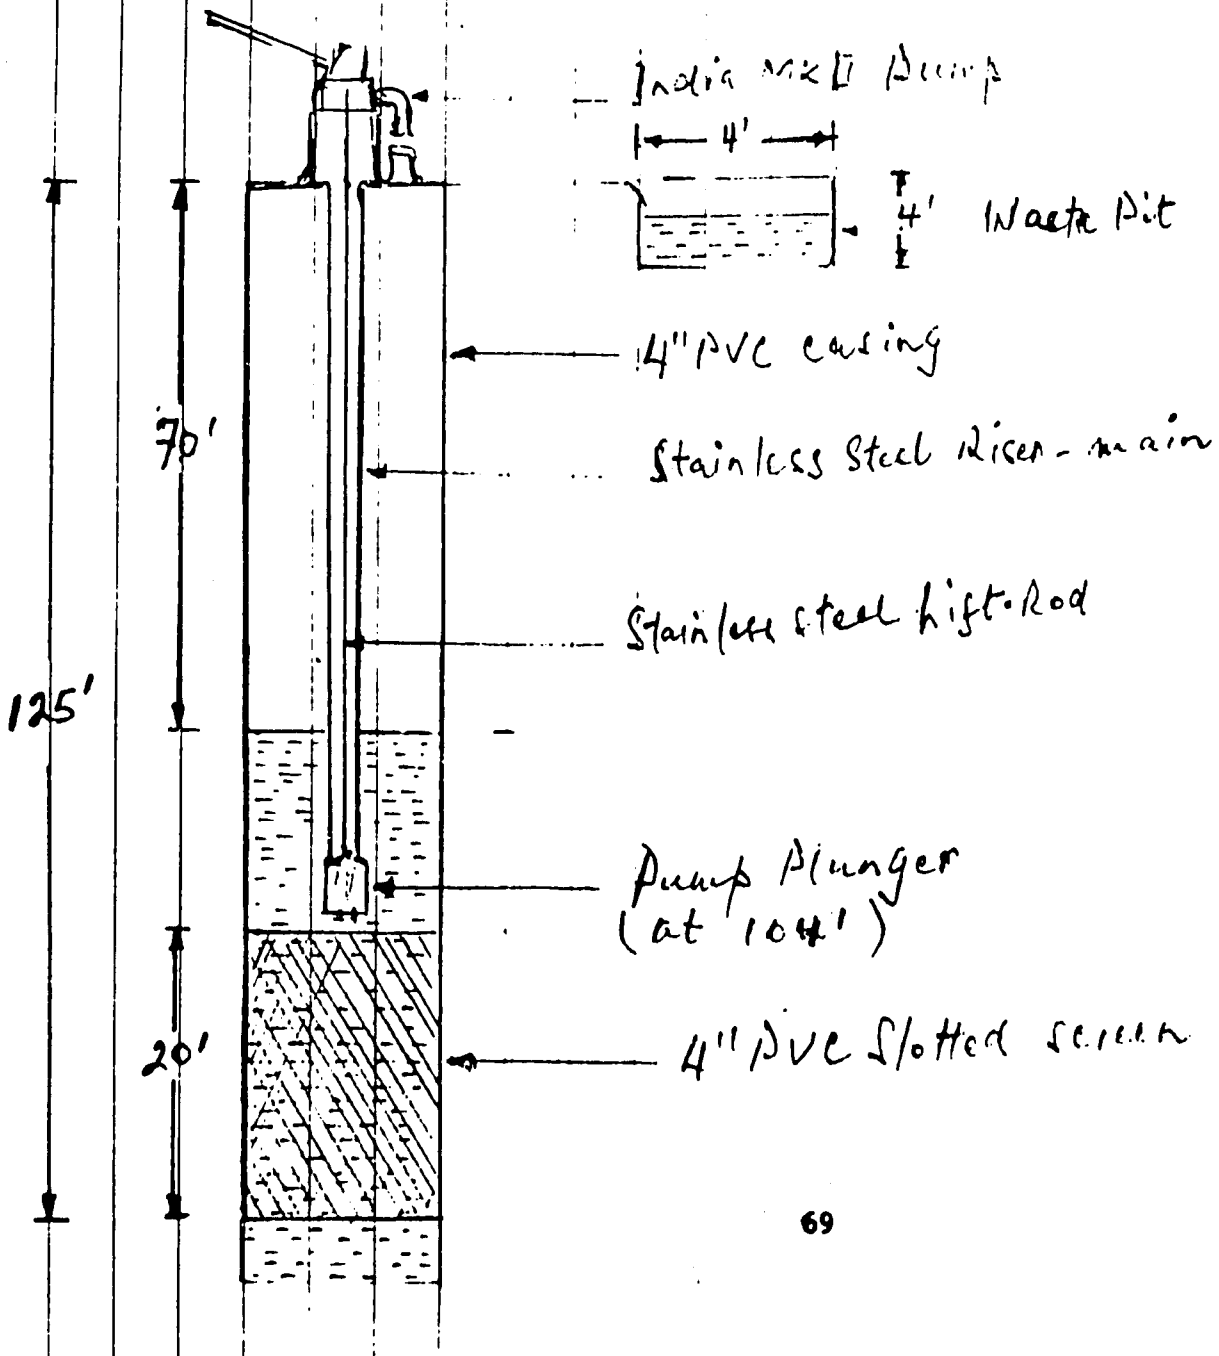 India Mk II Pump
4'
4' Waste Pit
4" PVC casing
70'
Stainless Steel Riser-main
Stainless steel Lift-Rod
125'
Pump Plunger
(at 104')
20'
4" PVC Slotted screen
69